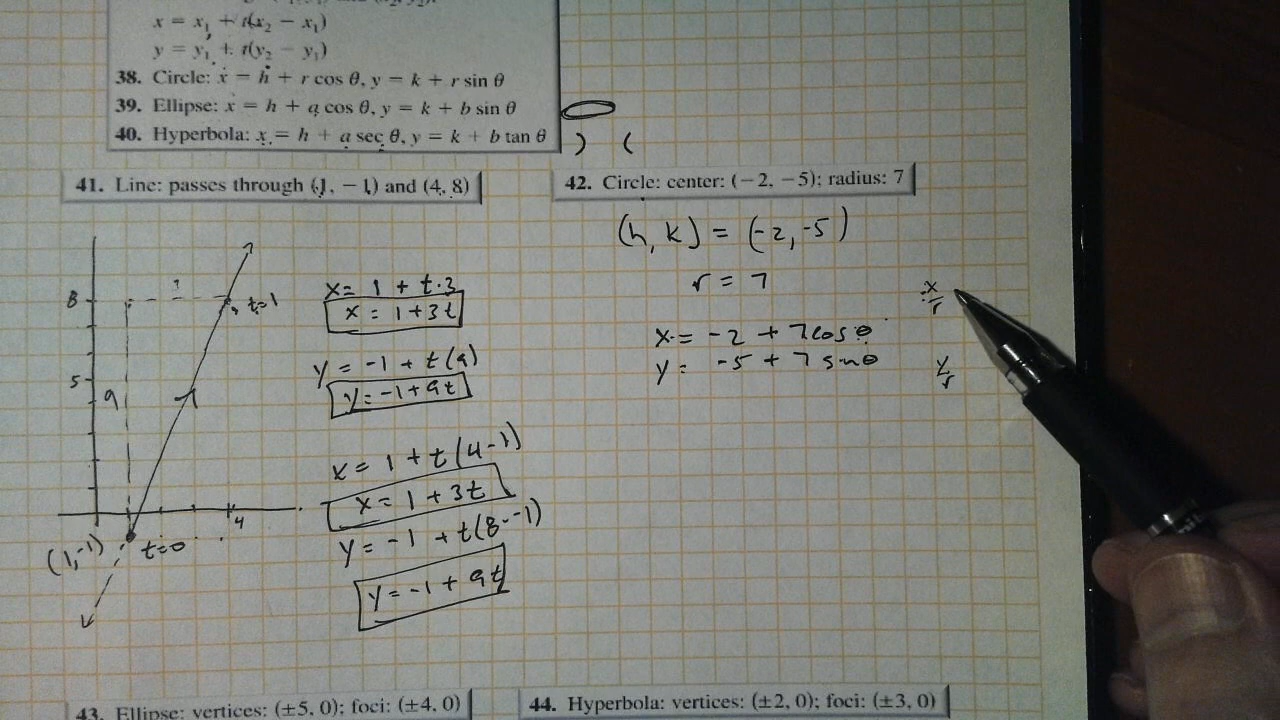 x = x₁ + t(x₂ − x₁)
y = y₁ + t(y₂ − y₁)
38. Circle: x = h + r cos θ, y = k + r sin θ
39. Ellipse: x = h + a cos θ, y = k + b sin θ
40. Hyperbola: x = h + a sec θ, y = k + b tan θ
) (
41. Line: passes through (1, −1) and (4, 8)
8
t=1
5
9
4
(1,-1)
t=0
x = 1 + t·3
x = 1+3t
y = -1 + t(9)
y = -1+9t
x = 1 + t(4-1)
x = 1 + 3t
y = -1 + t(8--1)
y = -1 + 9t
42. Circle: center: (−2, −5); radius: 7
(h, k) = (-2, -5)
r = 7
x = -2 + 7cosθ
y = -5 + 7 sinθ
x/r
y/r
43. Ellipse: vertices: (±5, 0); foci: (±4, 0)
44. Hyperbola: vertices: (±2, 0); foci: (±3, 0)